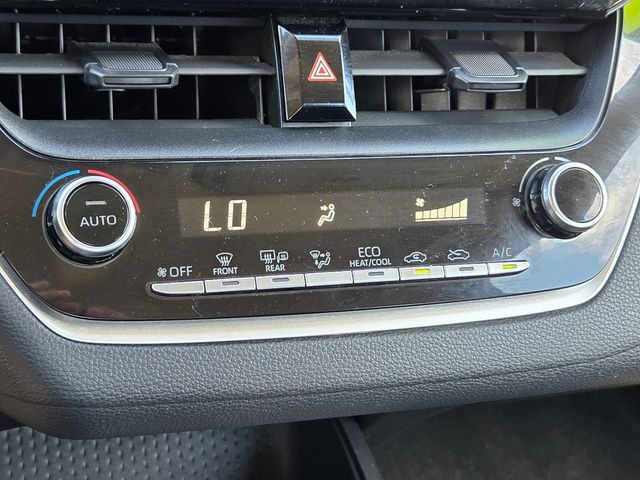 AUTO
LO
OFF
FRONT
REAR
ECO
HEAT/COOL
A/C